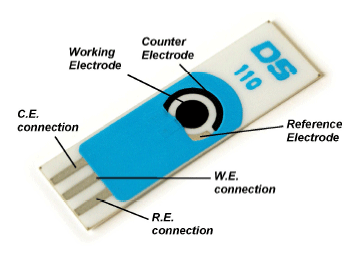 Counter
Electrode
Working
Electrode
DS
110
C.E.
connection
Reference
Electrode
W.E.
connection
R.E.
connection